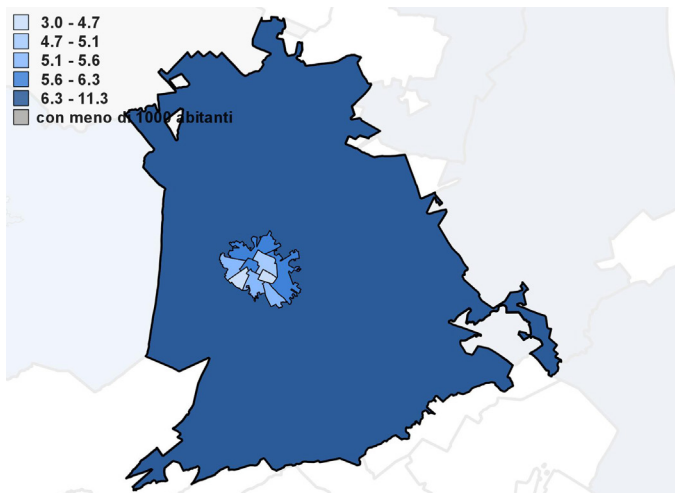 3.0 - 4.7
4.7 - 5.1
5.1 - 5.6
5.6 - 6.3
6.3 - 11.3
con meno di 1000 abitanti